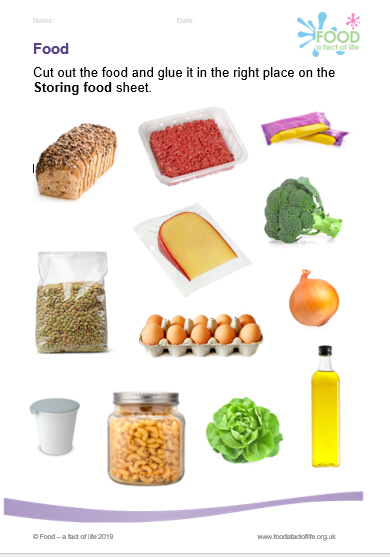 Name:
Date:
FOOD
a fact of life
Food
Cut out the food and glue it in the right place on the
Storing food sheet.
© Food – a fact of life 2019
www.foodafactoflife.org.uk